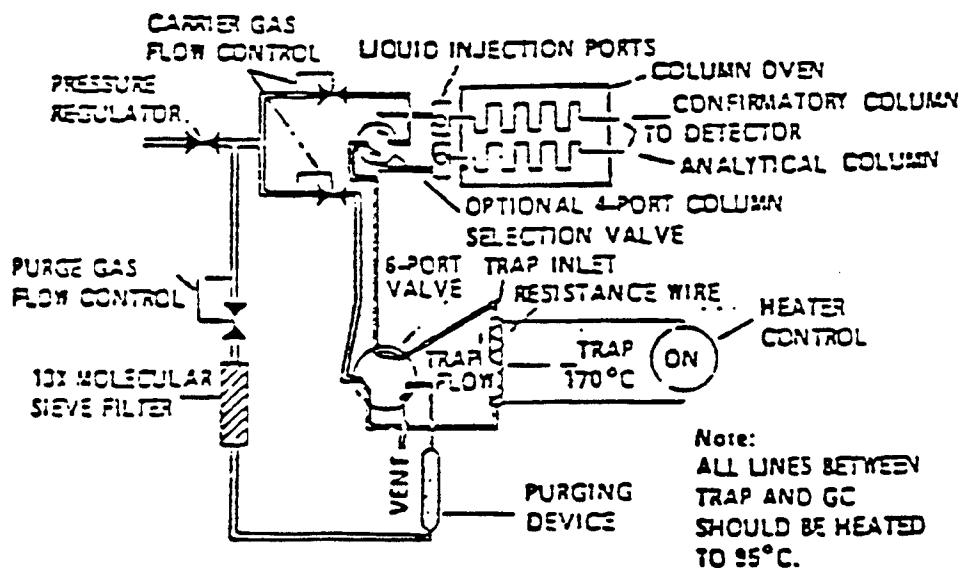 CARRIER GAS
FLOW CONTROL
LIQUID INJECTION PORTS
COLUMN OVEN
PRESSURE
REGULATOR
CONFIRMATORY COLUMN
TO DETECTOR
ANALYTICAL COLUMN
OPTIONAL 4-PORT COLUMN
SELECTION VALVE
PURGE GAS
FLOW CONTROL
6-PORT
VALVE
TRAP INLET
RESISTANCE WIRE
HEATER
CONTROL
TRAP
FLOW
TRAP
170°C
ON
13X MOLECULAR
SIEVE FILTER
VENT
PURGING
DEVICE
Note:
ALL LINES BETWEEN
TRAP AND GC
SHOULD BE HEATED
TO 95°C.